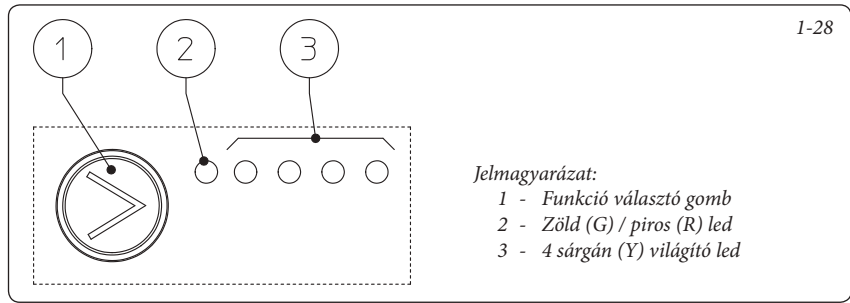 1-28
1 2 3
Jelmagyarázat:
1 - Funkció választó gomb
2 - Zöld (G) / piros (R) led
3 - 4 sárgán (Y) világító led